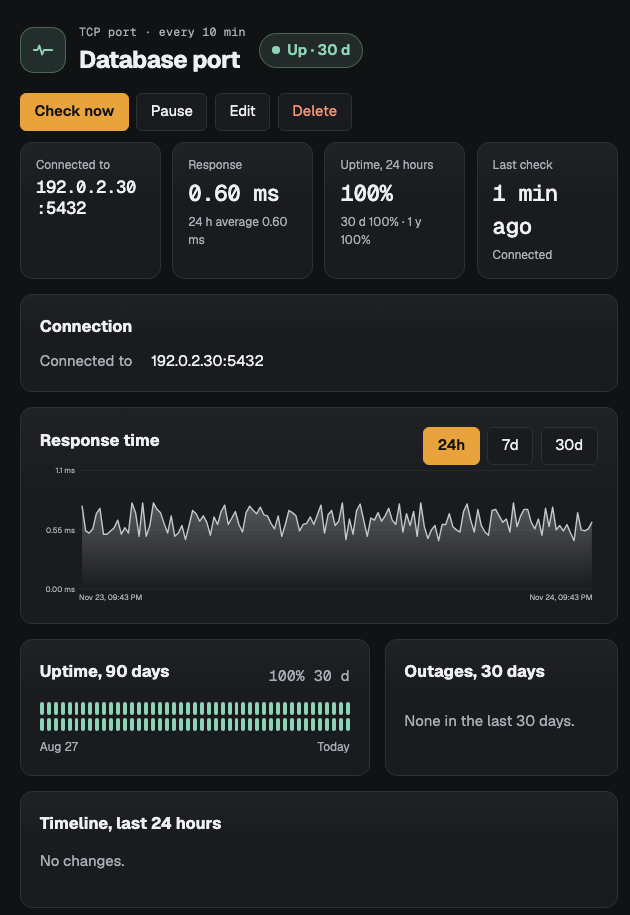 TCP port · every 10 min
Database port
Up · 30 d
Check now
Pause
Edit
Delete
Connected to
192.0.2.30
:5432
Response
0.60 ms
24 h average 0.60
ms
Uptime, 24 hours
100%
30 d 100% · 1 y
100%
Last check
1 min
ago
Connected
Connection
Connected to 192.0.2.30:5432
Response time
24h
7d
30d
1.1 ms
0.55 ms
0.00 ms
Nov 23, 09:43 PM
Nov 24, 09:43 PM
Uptime, 90 days
100% 30 d
Aug 27
Today
Outages, 30 days
None in the last 30 days.
Timeline, last 24 hours
No changes.